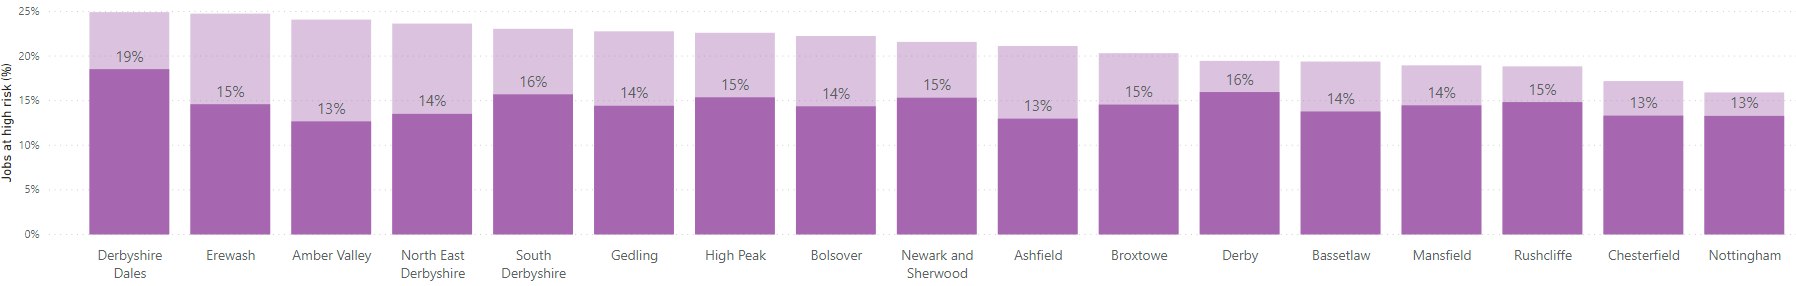 Jobs at high risk (%)
25%
20%
15%
10%
5%
0%
19%
15%
13%
14%
16%
14%
15%
14%
15%
13%
15%
16%
14%
14%
15%
13%
13%
Derbyshire
Dales
Erewash
Amber Valley
North East
Derbyshire
South
Derbyshire
Gedling
High Peak
Bolsover
Newark and
Sherwood
Ashfield
Broxtowe
Derby
Bassetlaw
Mansfield
Rushcliffe
Chesterfield
Nottingham